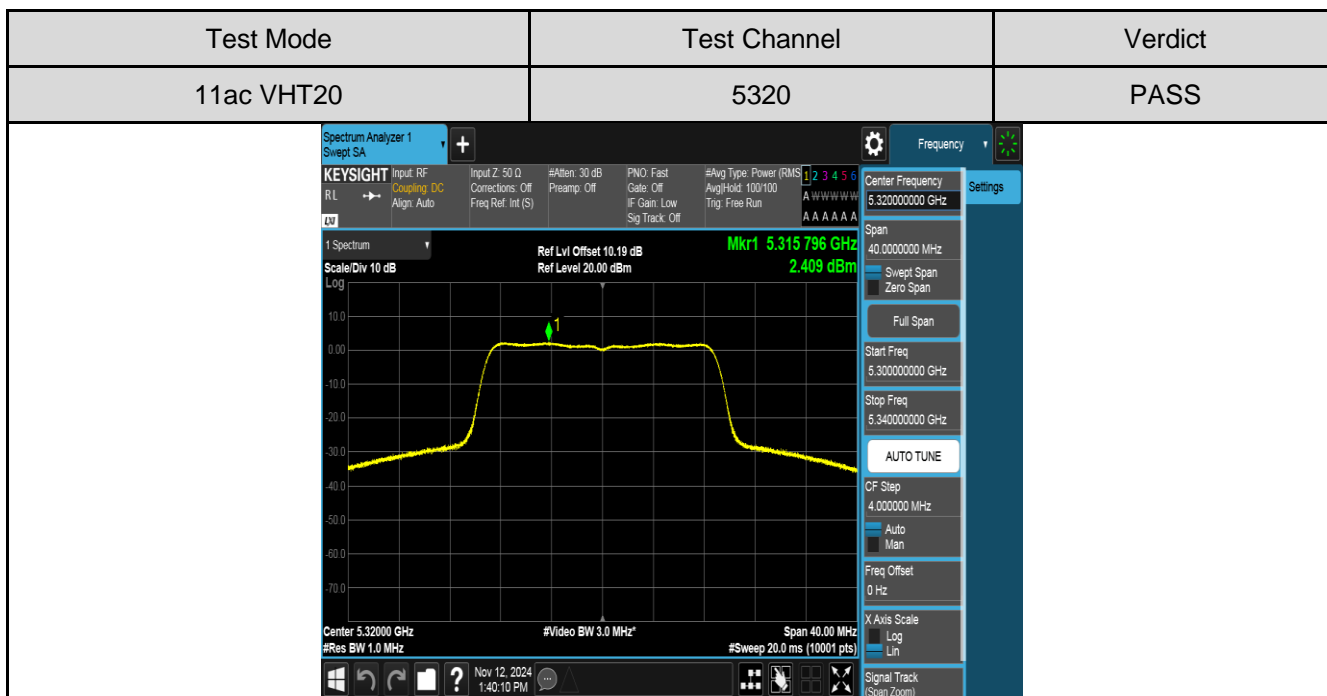 Test Mode Test Channel Verdict
11ac VHT20 5320 PASS
Spectrum Analyzer 1
Swept SA
+
Frequency
KEYSIGHT
RL
LXI
Input: RF
Coupling: DC
Align: Auto
Input Z: 50 Ω
Corrections: Off
Freq Ref: Int (S)
#Atten: 30 dB
Preamp: Off
PNO: Fast
Gate: Off
IF Gain: Low
Sig Track: Off
#Avg Type: Power (RMS
Avg|Hold: 100/100
Trig: Free Run
1 2 3 4 5 6
A W W W W W
A A A A A A
1 Spectrum
Scale/Div 10 dB
Log
Ref Lvl Offset 10.19 dB
Ref Level 20.00 dBm
Mkr1 5.315 796 GHz
2.409 dBm
1
10.0
0.00
-10.0
-20.0
-30.0
-40.0
-50.0
-60.0
-70.0
Center 5.32000 GHz
#Res BW 1.0 MHz
#Video BW 3.0 MHz*
Span 40.00 MHz
#Sweep 20.0 ms (10001 pts)
?
Nov 12, 2024
1:40:10 PM
Center Frequency
5.320000000 GHz
Span
40.0000000 MHz
Swept Span
Zero Span
Full Span
Start Freq
5.300000000 GHz
Stop Freq
5.340000000 GHz
AUTO TUNE
CF Step
4.000000 MHz
Auto
Man
Freq Offset
0 Hz
X Axis Scale
Log
Lin
Signal Track
(Span Zoom)
Settings